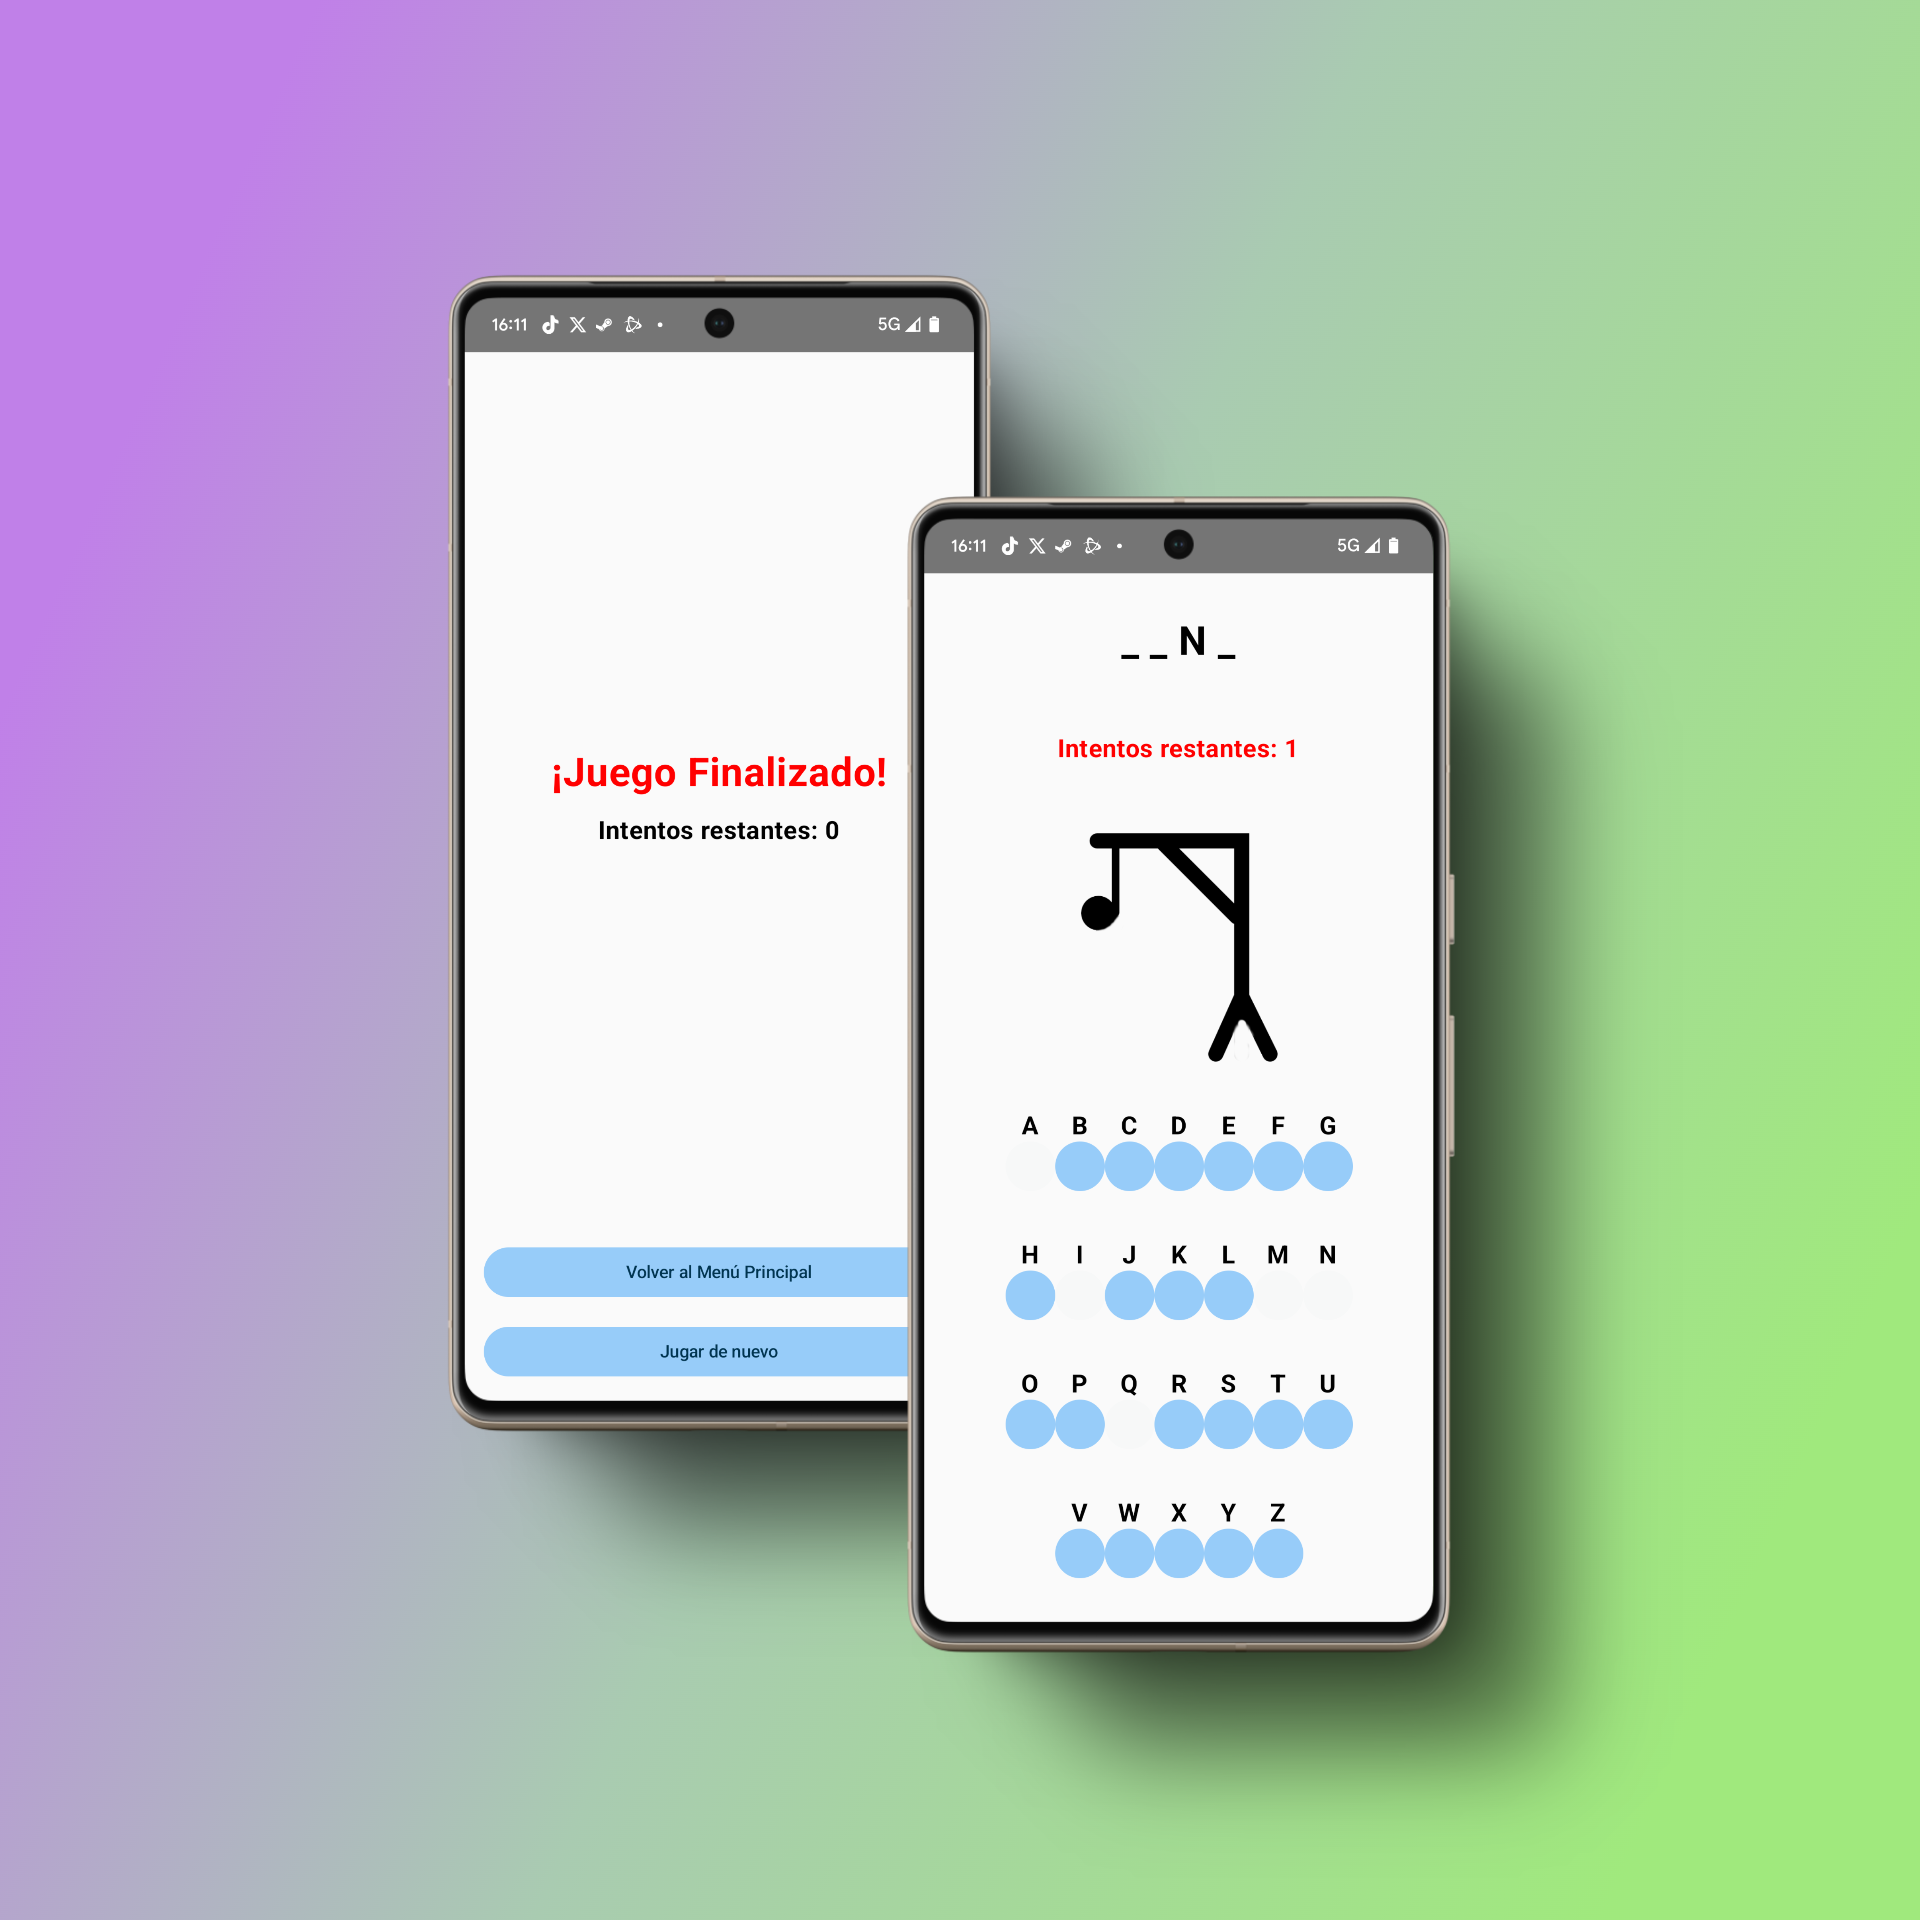 16:11
5G
¡Juego Finalizado!
Intentos restantes: 0
Volver al Menú Principal
Jugar de nuevo
16:11
5G
_ _ N _
Intentos restantes: 1
A B C D E F G
H I J K L M N
O P Q R S T U
V W X Y Z